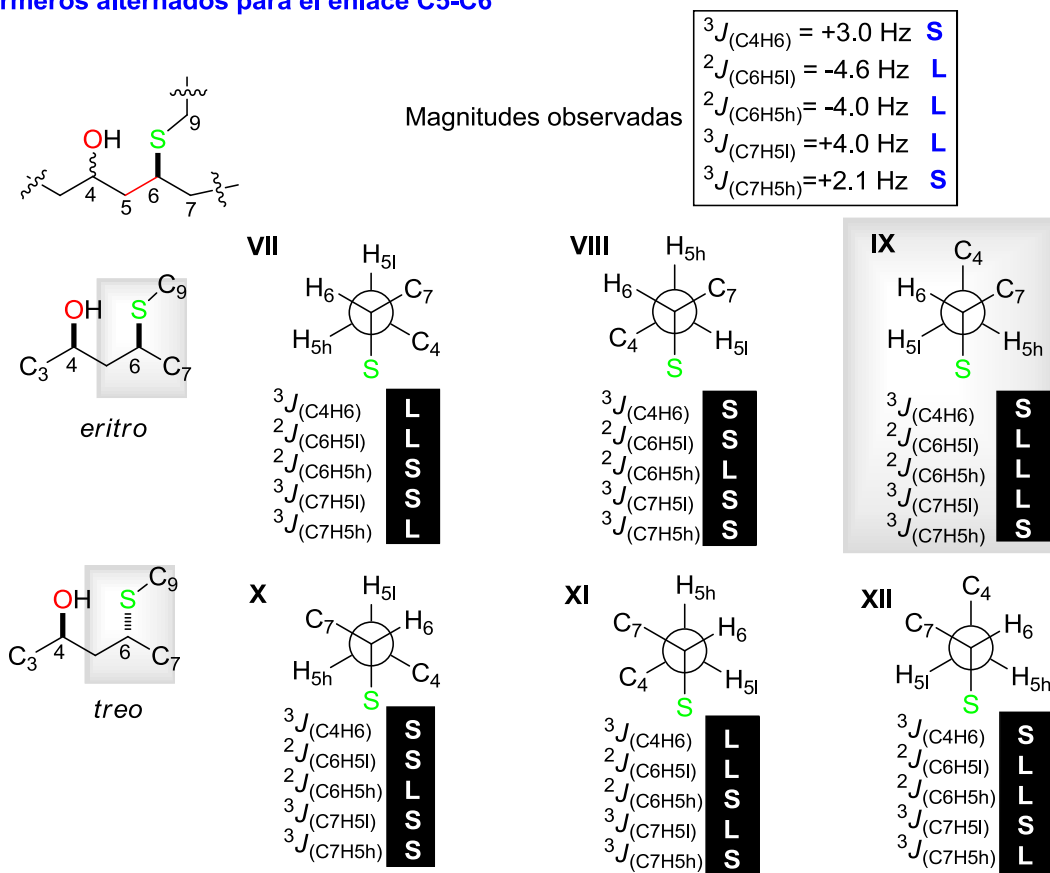 rmeros alternados para el enlace C5-C6
Magnitudes observadas
³J(C4H6) = +3.0 Hz S
²J(C6H5l) = -4.6 Hz L
²J(C6H5h)= -4.0 Hz L
³J(C7H5l) =+4.0 Hz L
³J(C7H5h)=+2.1 Hz S
OH S 9
4 5 6 7
OH S C9
C3 4 6 C7
eritro
VII
H5l
H6 C7
H5h C4
S
³J(C4H6) L
²J(C6H5l) L
²J(C6H5h) S
³J(C7H5l) S
³J(C7H5h) L
VIII
H5h
H6 C7
C4 H5l
S
³J(C4H6) S
²J(C6H5l) S
²J(C6H5h) L
³J(C7H5l) S
³J(C7H5h) S
IX
C4
H6 C7
H5l H5h
S
³J(C4H6) S
²J(C6H5l) L
²J(C6H5h) L
³J(C7H5l) L
³J(C7H5h) S
OH S C9
C3 4 6 C7
treo
X
H5l
C7 H6
H5h C4
S
³J(C4H6) S
²J(C6H5l) S
²J(C6H5h) L
³J(C7H5l) S
³J(C7H5h) S
XI
H5h
C7 H6
C4 H5l
S
³J(C4H6) L
²J(C6H5l) L
²J(C6H5h) S
³J(C7H5l) L
³J(C7H5h) S
XII
C4
C7 H6
H5l H5h
S
³J(C4H6) S
²J(C6H5l) L
²J(C6H5h) L
³J(C7H5l) S
³J(C7H5h) L